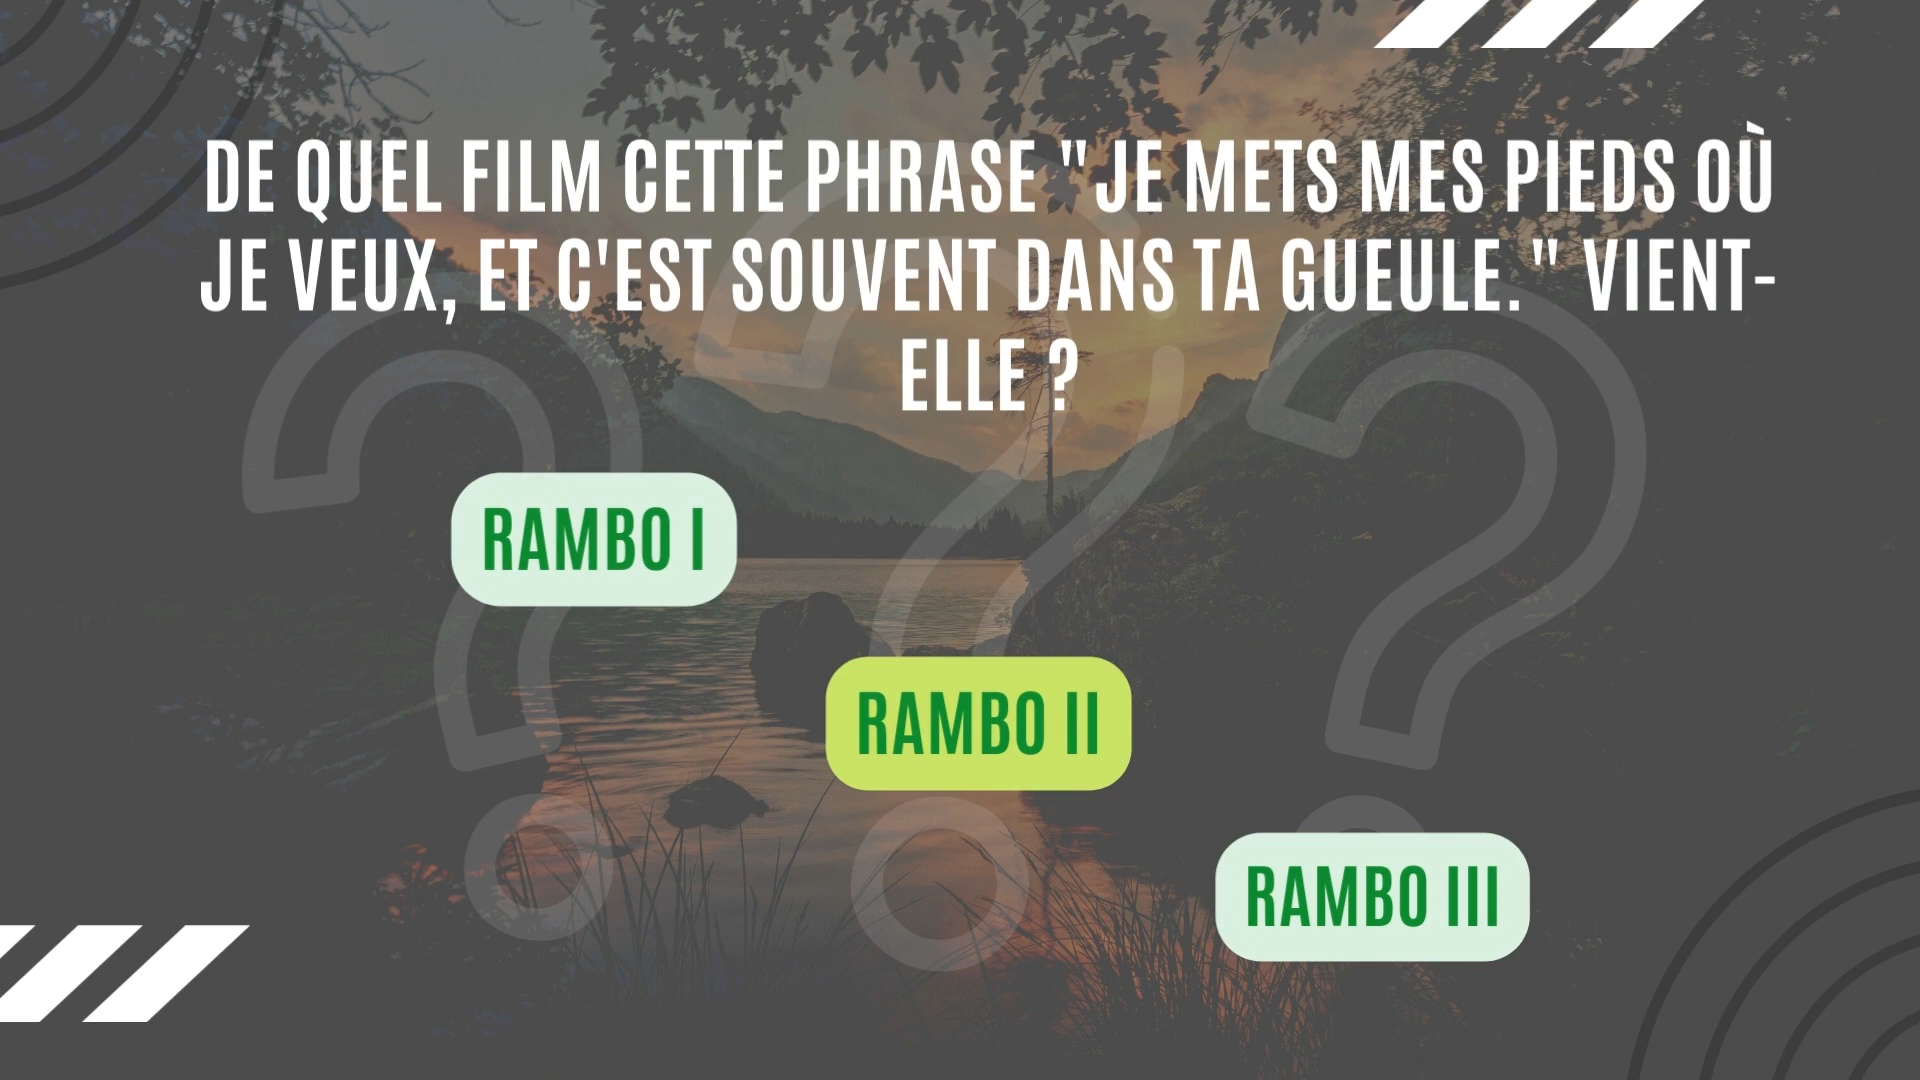 DE QUEL FILM CETTE PHRASE " JE METS MES PIEDS OÙ
JE VEUX, ET C'EST SOUVENT DANS TA GUEULE. " VIENT-
ELLE ?
RAMBO I
RAMBO II
RAMBO III